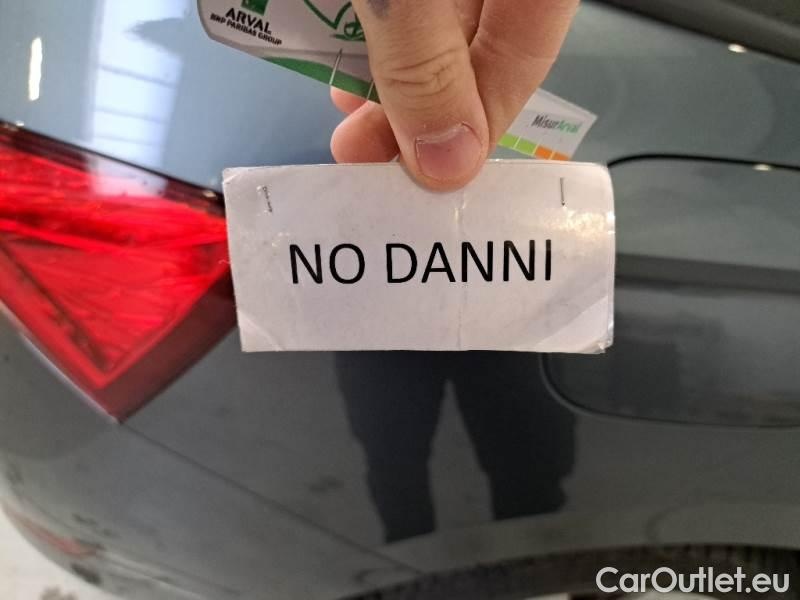 ARVAL
BNP PARIBAS GROUP
MisurArval
NO DANNI
CarOutlet.eu